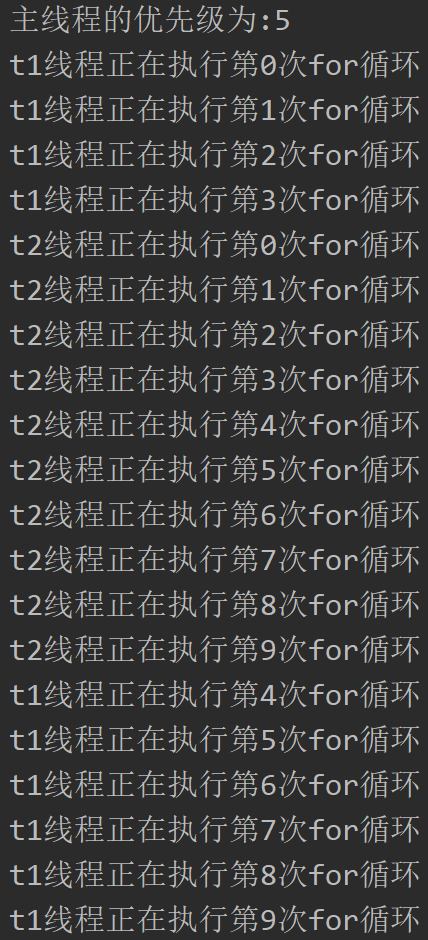 主线程的优先级为:5
t1线程正在执行第0次for循环
t1线程正在执行第1次for循环
t1线程正在执行第2次for循环
t1线程正在执行第3次for循环
t2线程正在执行第0次for循环
t2线程正在执行第1次for循环
t2线程正在执行第2次for循环
t2线程正在执行第3次for循环
t2线程正在执行第4次for循环
t2线程正在执行第5次for循环
t2线程正在执行第6次for循环
t2线程正在执行第7次for循环
t2线程正在执行第8次for循环
t2线程正在执行第9次for循环
t1线程正在执行第4次for循环
t1线程正在执行第5次for循环
t1线程正在执行第6次for循环
t1线程正在执行第7次for循环
t1线程正在执行第8次for循环
t1线程正在执行第9次for循环